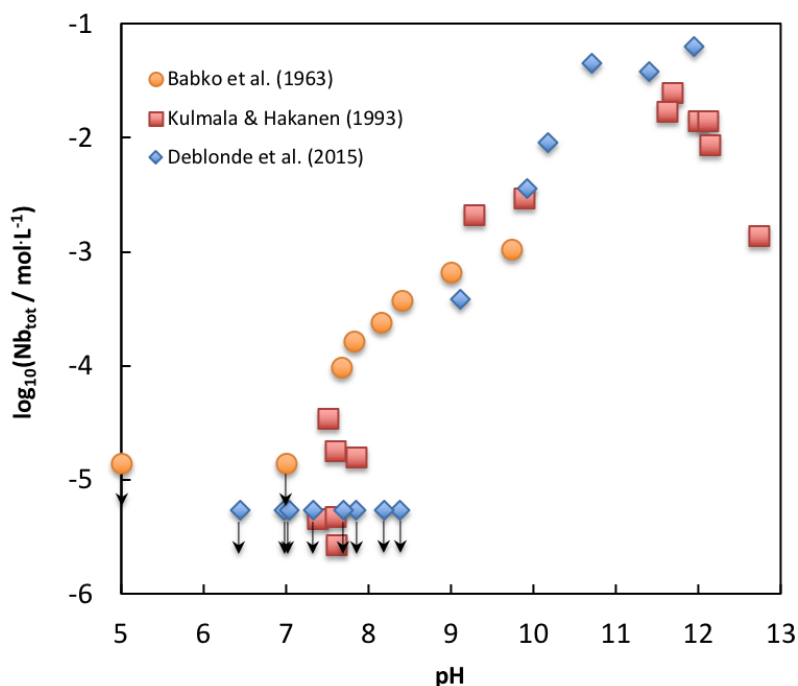 -1
Babko et al. (1963)
Kulmala & Hakanen (1993)
Deblonde et al. (2015)
-2
-3
-4
-5
-6
log₁₀(Nbₜₒₜ / mol·L⁻¹)
5 6 7 8 9 10 11 12 13
pH